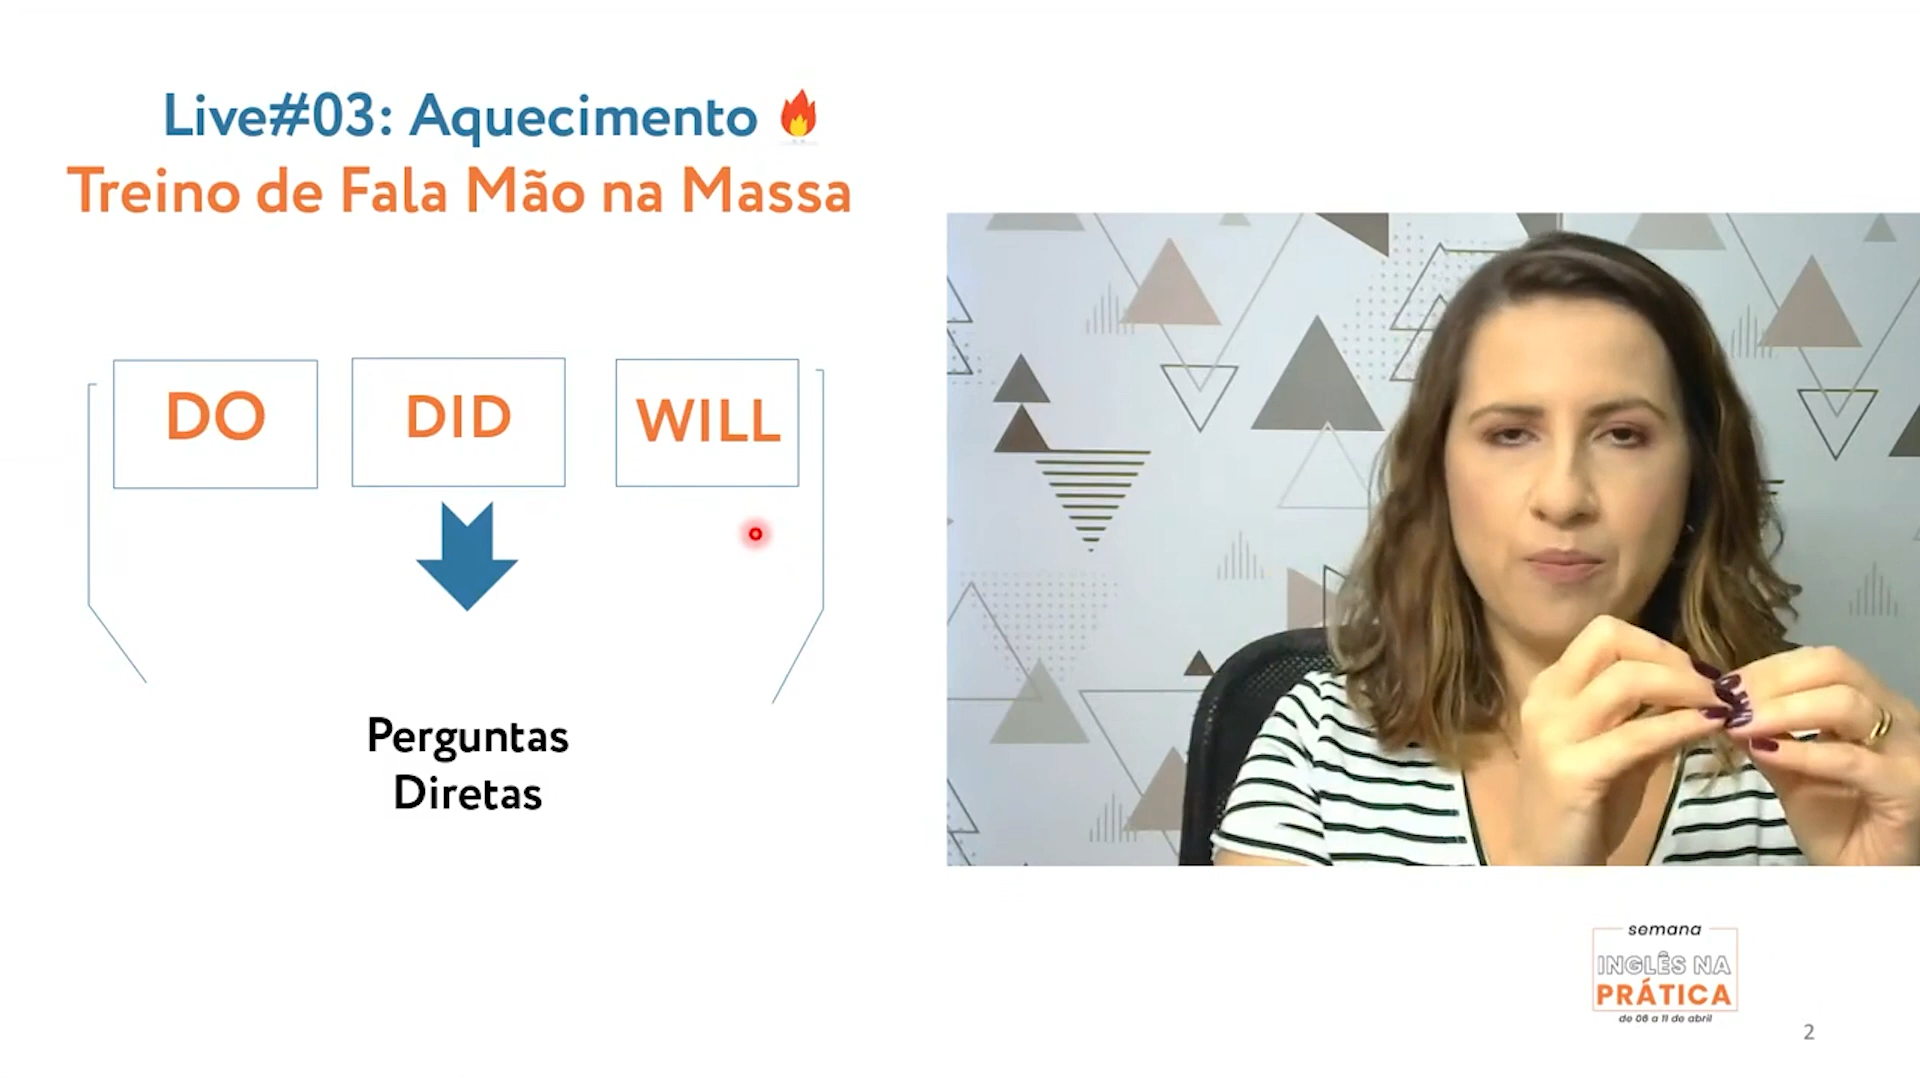 Live#03: Aquecimento
Treino de Fala Mão na Massa
DO
DID
WILL
Perguntas
Diretas
semana
INGLÊS NA
PRÁTICA
de 06 a 11 de abril
2